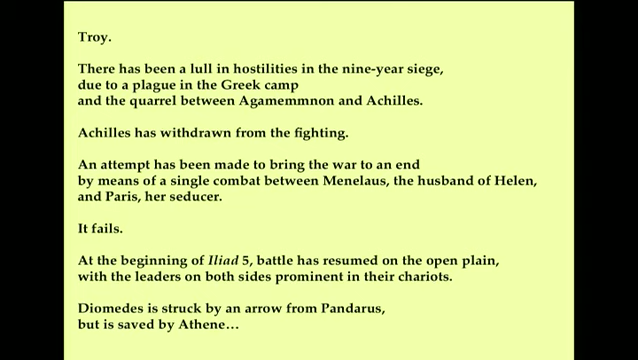 Troy.
There has been a lull in hostilities in the nine-year siege,
due to a plague in the Greek camp
and the quarrel between Agamemmnon and Achilles.
Achilles has withdrawn from the fighting.
An attempt has been made to bring the war to an end
by means of a single combat between Menelaus, the husband of Helen,
and Paris, her seducer.
It fails.
At the beginning of Iliad 5, battle has resumed on the open plain,
with the leaders on both sides prominent in their chariots.
Diomedes is struck by an arrow from Pandarus,
but is saved by Athene…